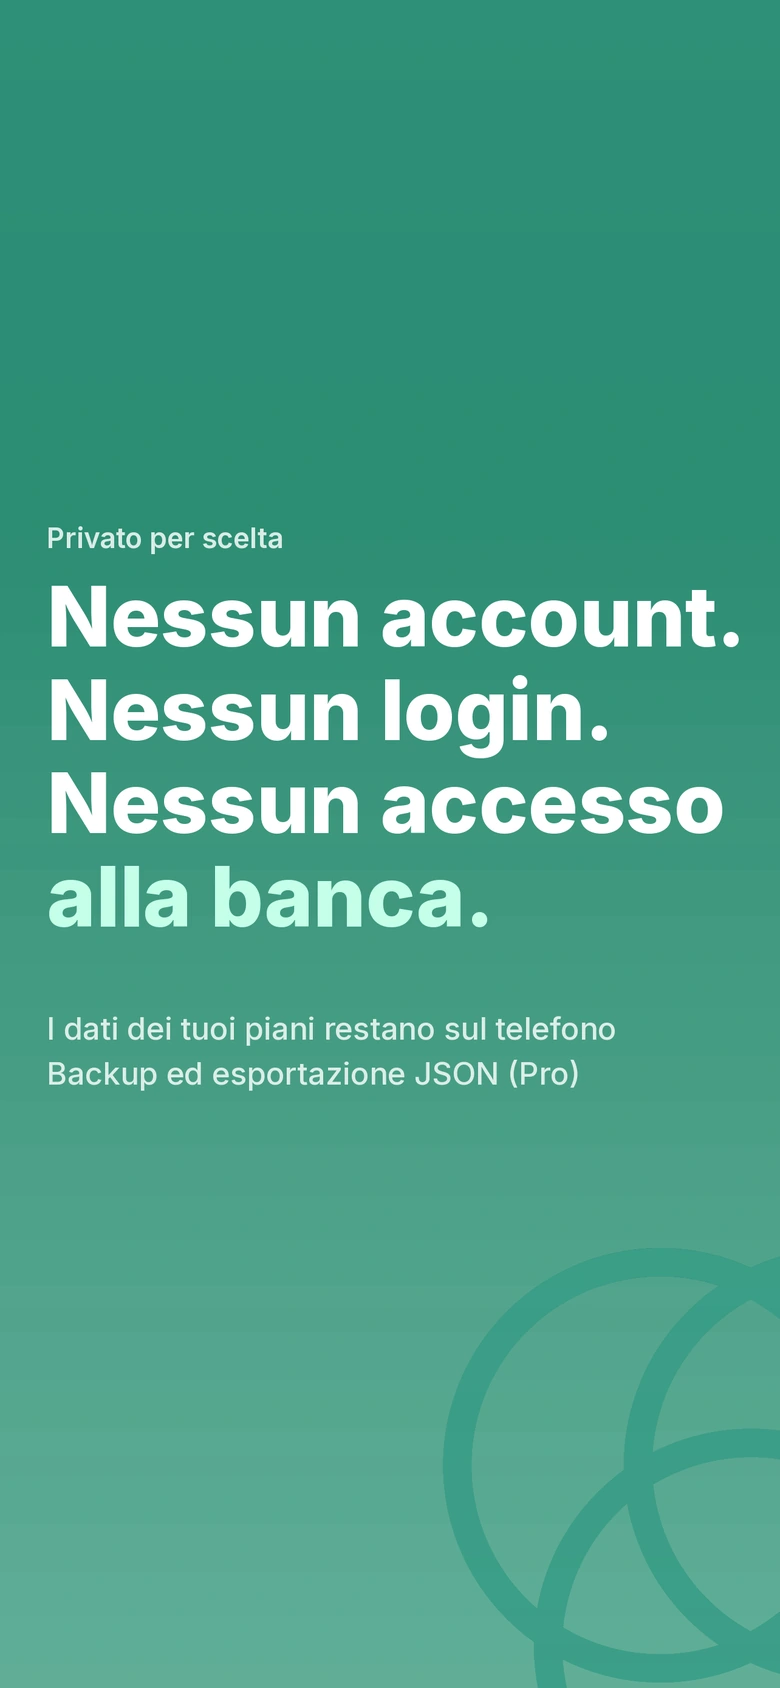 Privato per scelta
Nessun account.
Nessun login.
Nessun accesso
alla banca.
I dati dei tuoi piani restano sul telefono
Backup ed esportazione JSON (Pro)